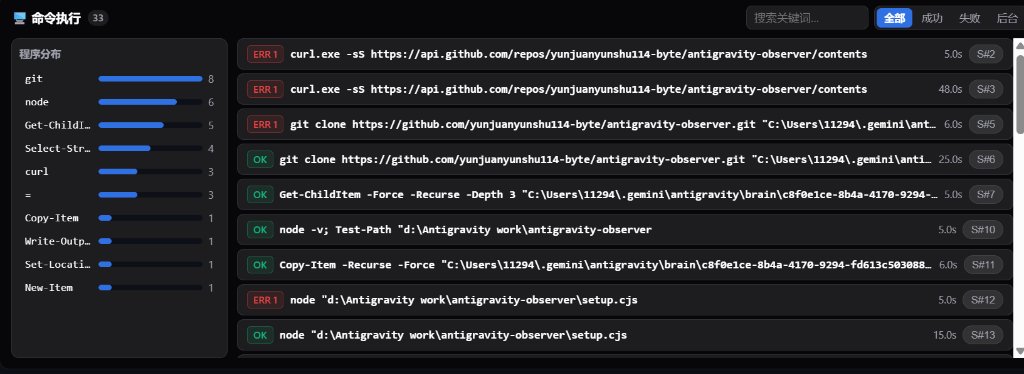 命令执行 33
搜索关键词...
全部 成功 失败 后台
程序分布
git 8
node 6
Get-ChildI… 5
Select-Str… 4
curl 3
= 3
Copy-Item 1
Write-Outp… 1
Set-Locati… 1
New-Item 1
ERR 1 curl.exe -sS https://api.github.com/repos/yunjuanyunshu114-byte/antigravity-observer/contents 5.0s S#2
ERR 1 curl.exe -sS https://api.github.com/repos/yunjuanyunshu114-byte/antigravity-observer/contents 48.0s S#3
ERR 1 git clone https://github.com/yunjuanyunshu114-byte/antigravity-observer.git "C:\Users\11294\.gemini\ant… 6.0s S#5
OK git clone https://github.com/yunjuanyunshu114-byte/antigravity-observer.git "C:\Users\11294\.gemini\anti… 25.0s S#6
OK Get-ChildItem -Force -Recurse -Depth 3 "C:\Users\11294\.gemini\antigravity\brain\c8f0e1ce-8b4a-4170-9294-… 5.0s S#7
OK node -v; Test-Path "d:\Antigravity work\antigravity-observer 5.0s S#10
OK Copy-Item -Recurse -Force "C:\Users\11294\.gemini\antigravity\brain\c8f0e1ce-8b4a-4170-9294-fd613c503088… 6.0s S#11
ERR 1 node "d:\Antigravity work\antigravity-observer\setup.cjs 5.0s S#12
OK node "d:\Antigravity work\antigravity-observer\setup.cjs 15.0s S#13